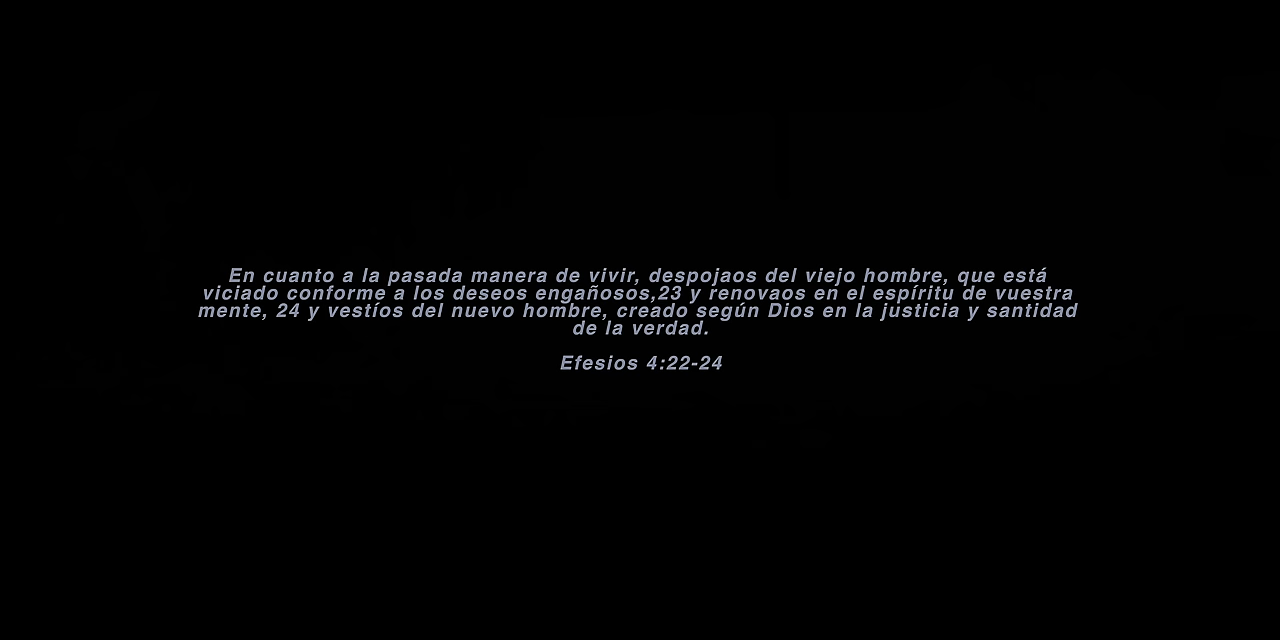 En cuanto a la pasada manera de vivir, despojaos del viejo hombre, que está
viciado conforme a los deseos engañosos,23 y renovaos en el espíritu de vuestra
mente, 24 y vestíos del nuevo hombre, creado según Dios en la justicia y santidad
de la verdad.
Efesios 4:22-24